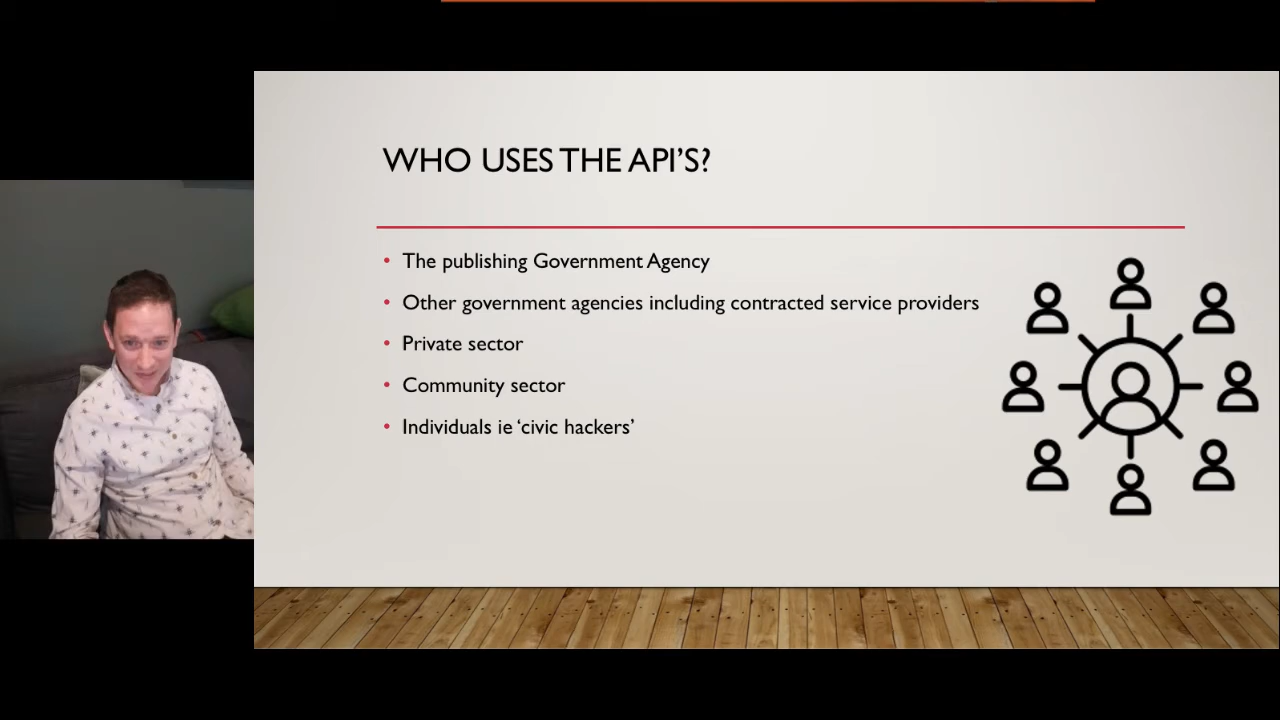 WHO USES THE API’S?
• The publishing Government Agency
• Other government agencies including contracted service providers
• Private sector
• Community sector
• Individuals ie ‘civic hackers’